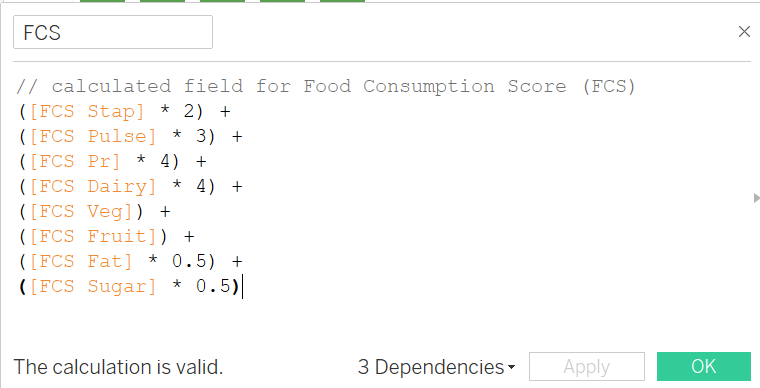 FCS
// calculated field for Food Consumption Score (FCS)
([FCS Stap] * 2) +
([FCS Pulse] * 3) +
([FCS Pr] * 4) +
([FCS Dairy] * 4) +
([FCS Veg]) +
([FCS Fruit]) +
([FCS Fat] * 0.5) +
([FCS Sugar] * 0.5)
The calculation is valid.
3 Dependencies
Apply
OK